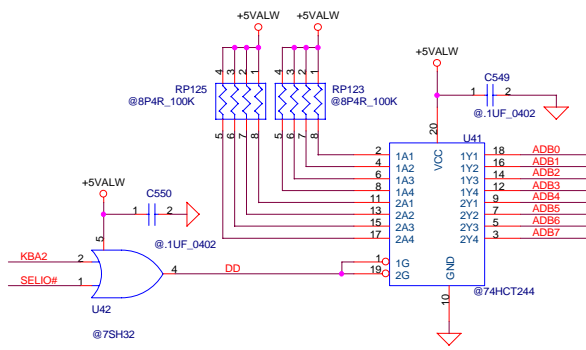 +5VALW
4 3 2 1
4 3 2 1
RP125
@8P4R_100K
RP123
@8P4R_100K
5 6 7 8
5 6 7 8
+5VALW
C549
1 2
@.1UF_0402
20
U41
VCC
2 1A1 1Y1 18 ADB0
4 1A2 1Y2 16 ADB1
6 1A3 1Y3 14 ADB2
8 1A4 1Y4 12 ADB3
11 2A1 2Y1 9 ADB4
13 2A2 2Y2 7 ADB5
15 2A3 2Y3 5 ADB6
17 2A4 2Y4 3 ADB7
1 1G
19 2G
GND
10
@74HCT244
+5VALW
C550
1 2
@.1UF_0402
5
KBA2 2
SELIO# 1
4 DD
U42
@7SH32
+5VALW